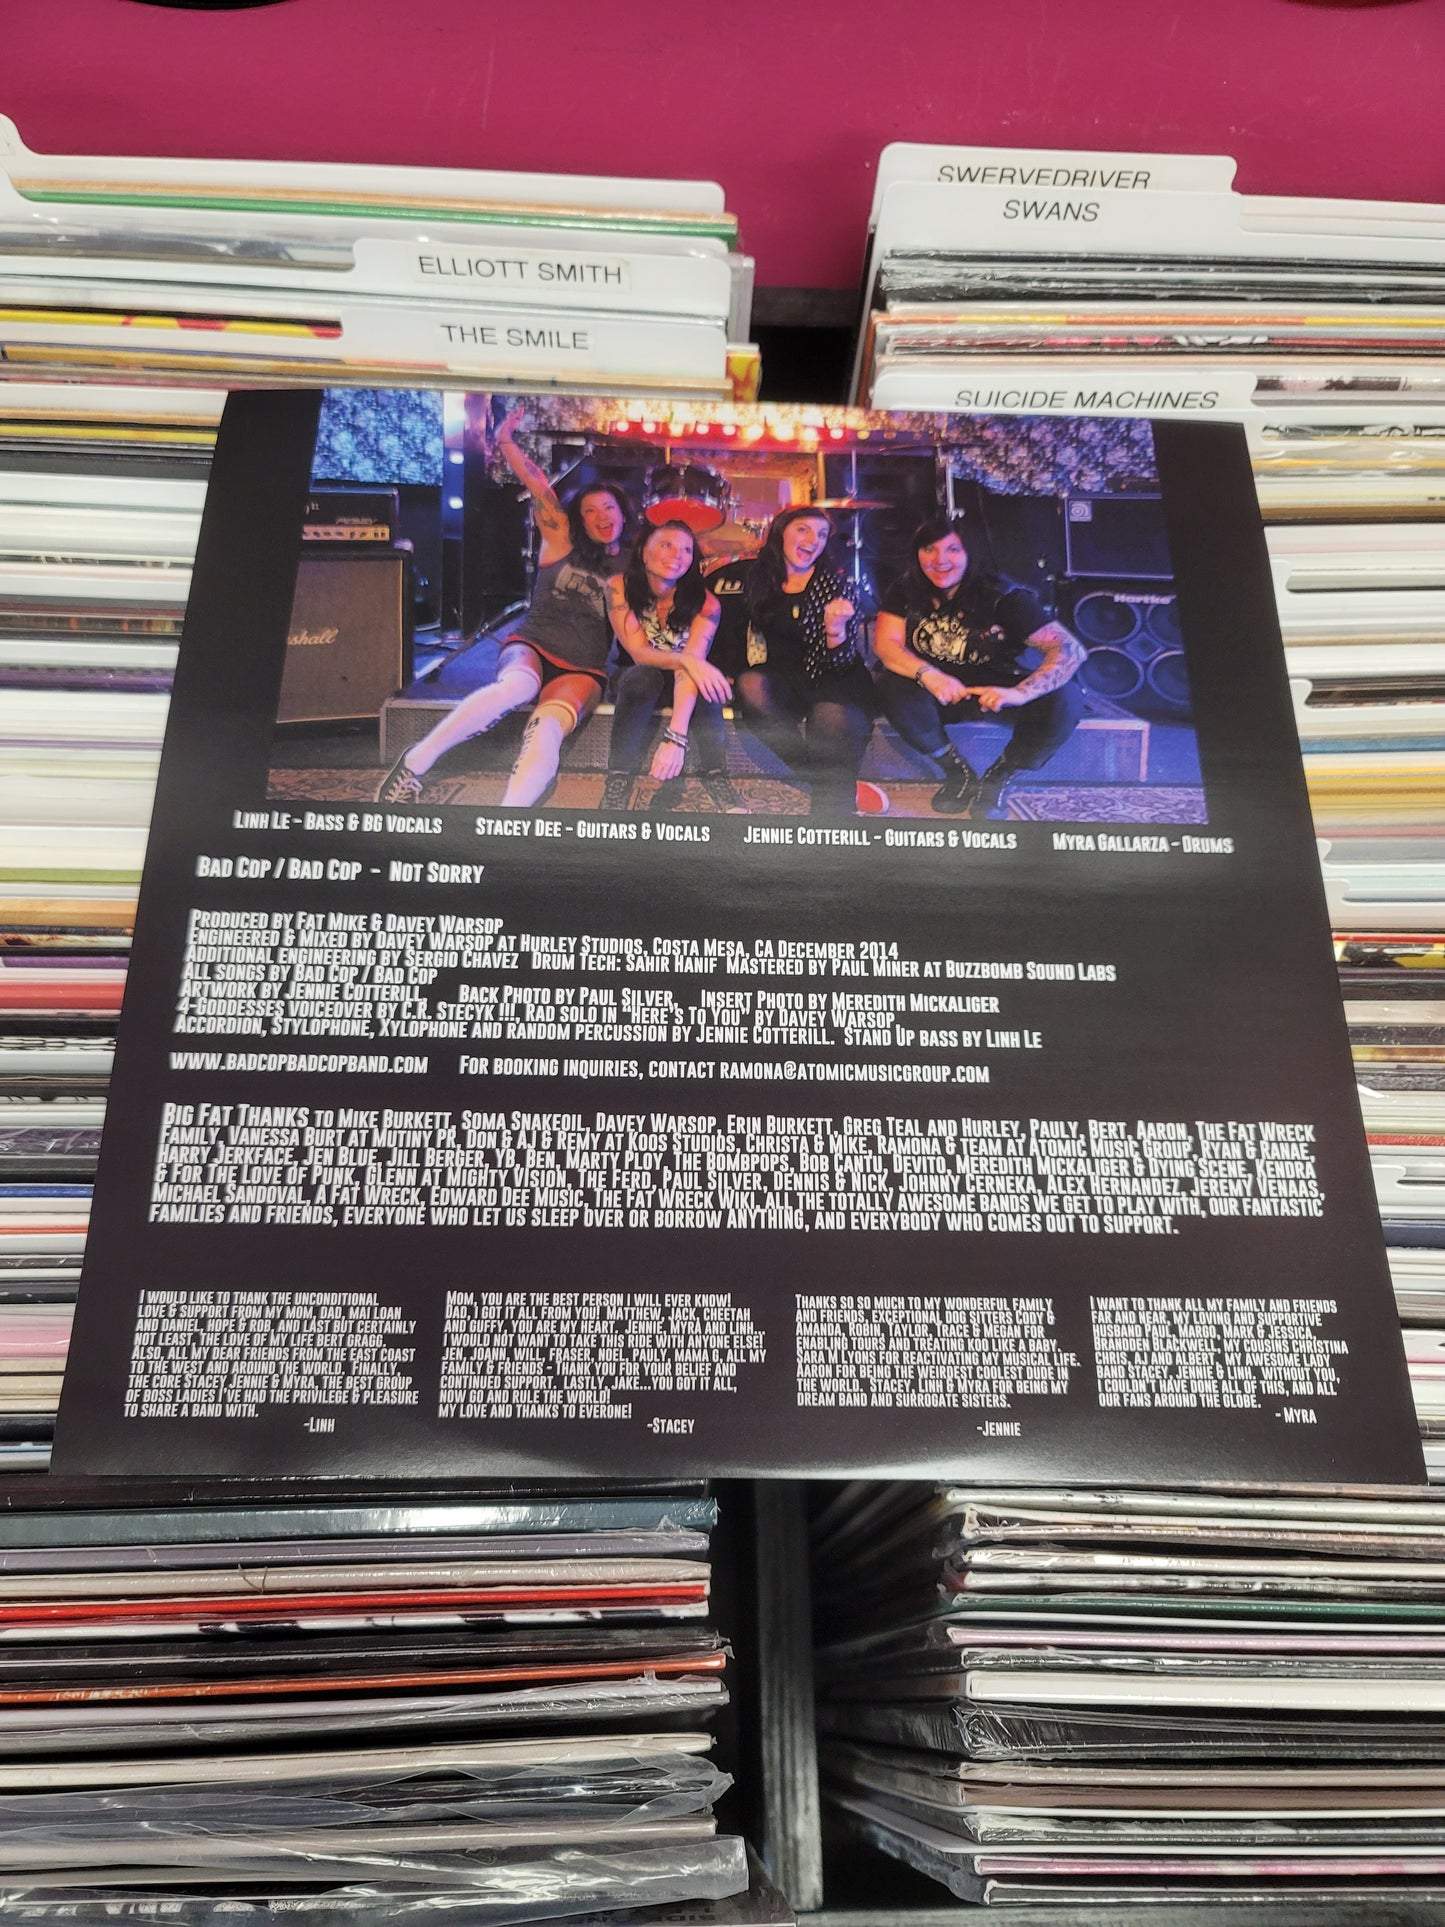 SWERVEDRIVER
SWANS
ELLIOTT SMITH
THE SMILE
SUICIDE MACHINES
Hartke
LINH LE - BASS & BG VOCALS STACEY DEE - GUITARS & VOCALS JENNIE COTTERILL - GUITARS & VOCALS MYRA GALLARZA - DRUMS
BAD COP / BAD COP - NOT SORRY
PRODUCED BY FAT MIKE & DAVEY WARSOP
ENGINEERED & MIXED BY DAVEY WARSOP AT HURLEY STUDIOS, COSTA MESA, CA DECEMBER 2014
ADDITIONAL ENGINEERING BY SERGIO CHAVEZ DRUM TECH: SAHIR HANIF MASTERED BY PAUL MINER AT BUZZBOMB SOUND LABS
ALL SONGS BY BAD COP / BAD COP
ARTWORK BY JENNIE COTTERILL, BACK PHOTO BY PAUL SILVER, INSERT PHOTO BY MEREDITH MICKALIGER
4-GODDESSES VOICEOVER BY C.R. STECYK !!!, RAD SOLO IN "HERE'S TO YOU" BY DAVEY WARSOP
ACCORDION, STYLOPHONE, XYLOPHONE AND RANDOM PERCUSSION BY JENNIE COTTERILL. STAND UP BASS BY LINH LE
WWW.BADCOPBADCOPBAND.COM FOR BOOKING INQUIRIES, CONTACT RAMONA@ATOMICMUSICGROUP.COM
BIG FAT THANKS TO MIKE BURKETT, SOMA SNAKEOIL, DAVEY WARSOP, ERIN BURKETT, GREG TEAL AND HURLEY, PAULY, BERT, AARON, THE FAT WRECK
FAMILY, VANESSA BURT AT MUTINY PR, DON & AJ & REMY AT KOOS STUDIOS, CHRISTA & MIKE, RAMONA & TEAM AT ATOMIC MUSIC GROUP, RYAN & RANAE,
HARRY JERKFACE, JEN BLUE, JILL BERGER, YB, BEN, MARTY PLOY, THE BOMBPOPS, BOB CANTU, DEVITO, MEREDITH MICKALIGER & DYING SCENE, KENDRA
& FOR THE LOVE OF PUNK, GLENN AT MIGHTY VISION, THE FERD, PAUL SILVER, DENNIS & NICK, JOHNNY CERNEKA, ALEX HERNANDEZ, JEREMY VENAAS,
MICHAEL SANDOVAL, A FAT WRECK, EDWARD DEE MUSIC, THE FAT WRECK WIKI, ALL THE TOTALLY AWESOME BANDS WE GET TO PLAY WITH, OUR FANTASTIC
FAMILIES AND FRIENDS, EVERYONE WHO LET US SLEEP OVER OR BORROW ANYTHING, AND EVERYBODY WHO COMES OUT TO SUPPORT.
I WOULD LIKE TO THANK THE UNCONDITIONAL
LOVE & SUPPORT FROM MY MOM, DAD, MAI LOAN
AND DANIEL, HOPE & ROB, AND LAST BUT CERTAINLY
NOT LEAST, THE LOVE OF MY LIFE BERT GRAGG.
ALSO, ALL MY DEAR FRIENDS FROM THE EAST COAST
TO THE WEST AND AROUND THE WORLD. FINALLY,
THE CORE STACEY, JENNIE & MYRA, THE BEST GROUP
OF BOSS LADIES I'VE HAD THE PRIVILEGE & PLEASURE
TO SHARE A BAND WITH.
-LINH
MOM, YOU ARE THE BEST PERSON I WILL EVER KNOW!
DAD, I GOT IT ALL FROM YOU! MATTHEW, JACK, CHEETAH
AND GUFFY, YOU ARE MY HEART. JENNIE, MYRA AND LINH,
I WOULD NOT WANT TO TAKE THIS RIDE WITH ANYONE ELSE!
JEN, JOANN, WILL, FRASER, NOEL, PAULY, MAMA C, ALL MY
FAMILY & FRIENDS - THANK YOU FOR YOUR BELIEF AND
CONTINUED SUPPORT. LASTLY, JAKE...YOU GOT IT ALL,
NOW GO AND RULE THE WORLD!
MY LOVE AND THANKS TO EVERONE!
-STACEY
THANKS SO SO MUCH TO MY WONDERFUL FAMILY
AND FRIENDS, EXCEPTIONAL DOG SITTERS CODY &
AMANDA, ROBIN, TAYLOR, TRACE & MEGAN FOR
ENABLING TOURS AND TREATING KOO LIKE A BABY.
SARA V LYONS FOR REACTIVATING MY MUSICAL LIFE.
AARON FOR BEING THE WEIRDEST COOLEST DUDE IN
THE WORLD. STACEY, LINH & MYRA FOR BEING MY
DREAM BAND AND SURROGATE SISTERS.
-JENNIE
I WANT TO THANK ALL MY FAMILY AND FRIENDS
FAR AND NEAR, MY LOVING AND SUPPORTIVE
HUSBAND PAUL, MARGO, MARK & JESSICA,
BRANDEN BLACKWELL, MY COUSINS CHRISTINA
CHRIS, AJ AND ALBERT, MY AWESOME LADY
BAND STACEY, JENNIE & LINH, WITHOUT YOU,
I COULDN'T HAVE DONE ALL OF THIS, AND ALL
OUR FANS AROUND THE GLOBE.
- MYRA